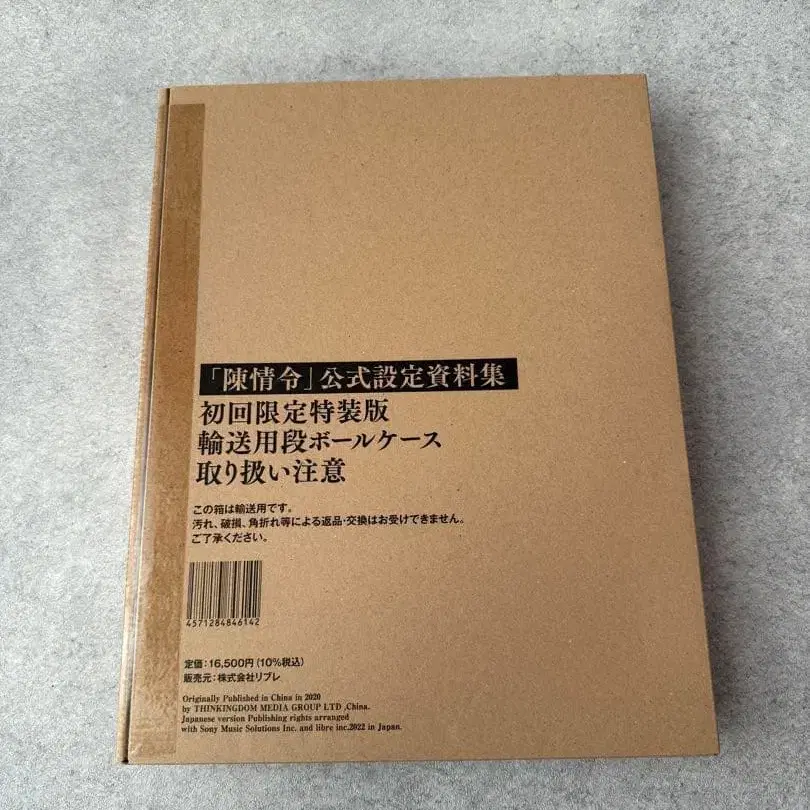 「陳情令」公式設定資料集
初回限定特装版
輸送用段ボールケース
取り扱い注意
この箱は輸送用です。
汚れ、破損、角折れ等による返品・交換はお受けできません。
ご了承ください。
4571284846142
定価：16,500円（10%税込）
販売元：株式会社リブレ
Originally Published in China in 2020
by THINKINGDOM MEDIA GROUP LTD ,China.
Japanese version Publishing rights arranged
with Sony Music Solutions Inc. and libre inc.2022 in Japan.